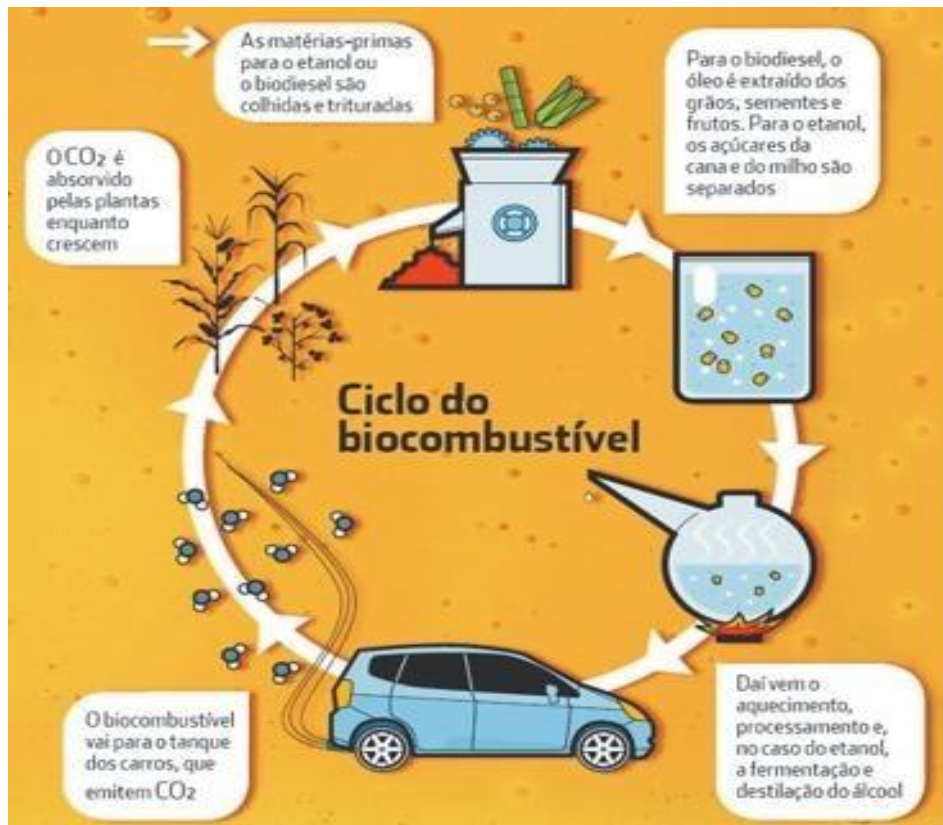 As matérias-primas
para o etanol ou
o biodiesel são
colhidas e trituradas
Para o biodiesel, o
óleo é extraído dos
grãos, sementes e
frutos. Para o etanol,
os açúcares da
cana e do milho são
separados
O CO₂ é
absorvido
pelas plantas
enquanto
crescem
Ciclo do
biocombustível
Daí vem o
aquecimento,
processamento e,
no caso do etanol,
a fermentação e
destilação do álcool
O biocombustível
vai para o tanque
dos carros, que
emitem CO₂